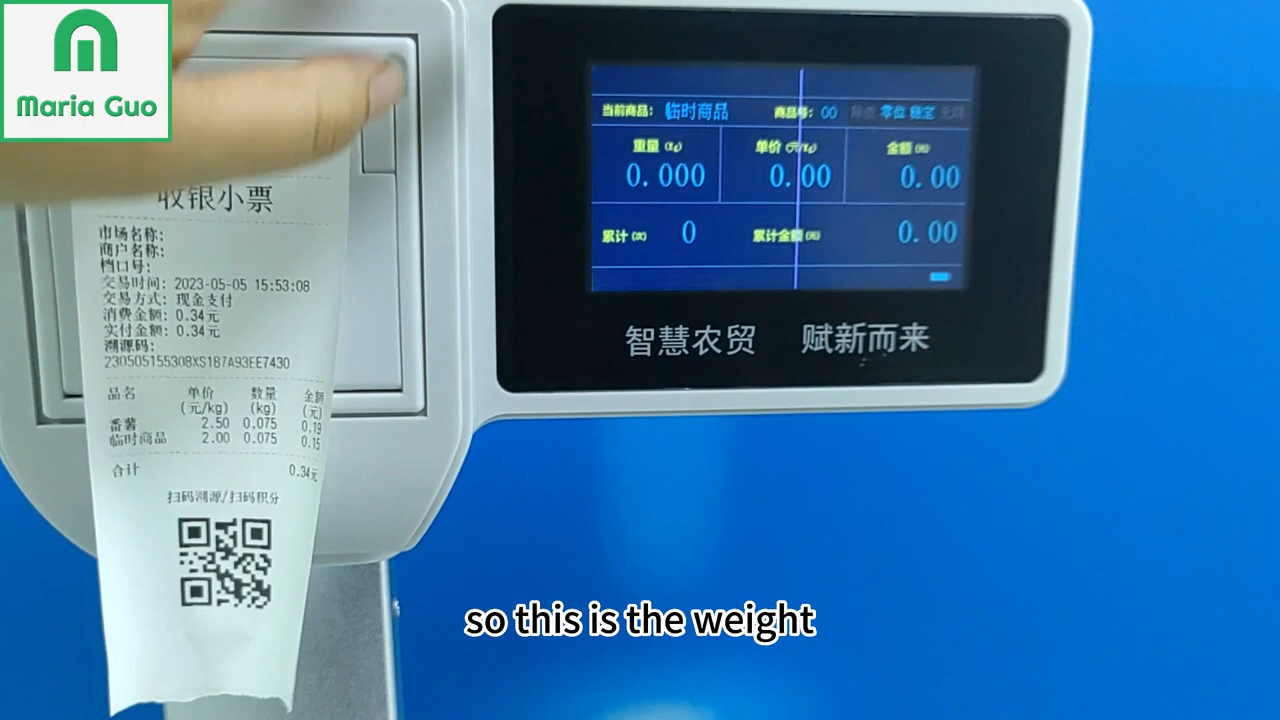 Maria Guo
收银小票
市场名称:
商户名称:
档口号:
交易时间: 2023-05-05 15:53:08
交易方式: 现金支付
消费金额: 0.34元
实付金额: 0.34元
溯源码:
230505155308XS187A93EE7430
品名 单价 数量 金额
(元/kg) (kg) (元)
番薯 2.50 0.075 0.19
临时商品 2.00 0.075 0.15
合计 0.34元
扫码溯源/扫码积分
当前商品: 临时商品 商品号: 00 除皮 零位 稳定 无网
重量 (Kg) 单价 (元/Kg) 金额 (元)
0.000 0.00 0.00
累计 (次) 0 累计金额 (元) 0.00
智慧农贸 赋新而来
so this is the weight